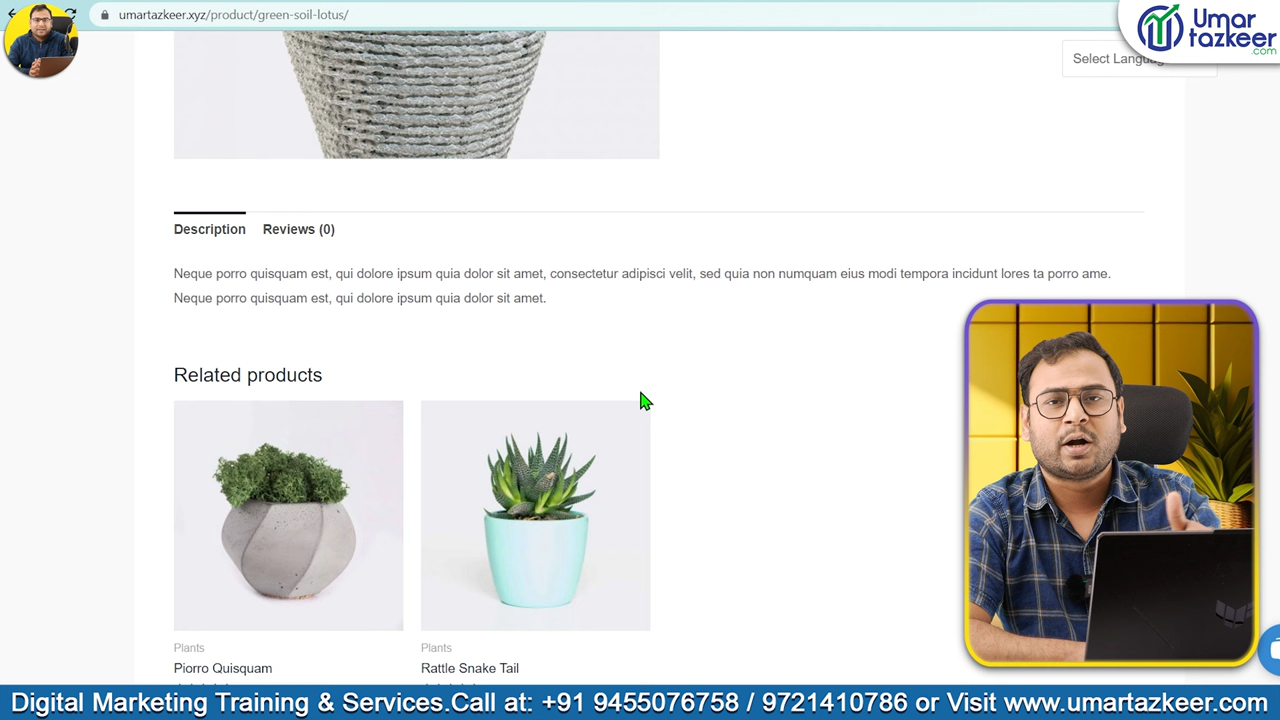 umartazkeer.xyz/product/green-soil-lotus/
Umar
tazkeer
.com
Select Language
Description
Reviews (0)
Neque porro quisquam est, qui dolore ipsum quia dolor sit amet, consectetur adipisci velit, sed quia non numquam eius modi tempora incidunt lores ta porro ame.
Neque porro quisquam est, qui dolore ipsum quia dolor sit amet.
Related products
Plants
Piorro Quisquam
Plants
Rattle Snake Tail
Digital Marketing Training & Services.Call at: +91 9455076758 / 9721410786 or Visit www.umartazkeer.com